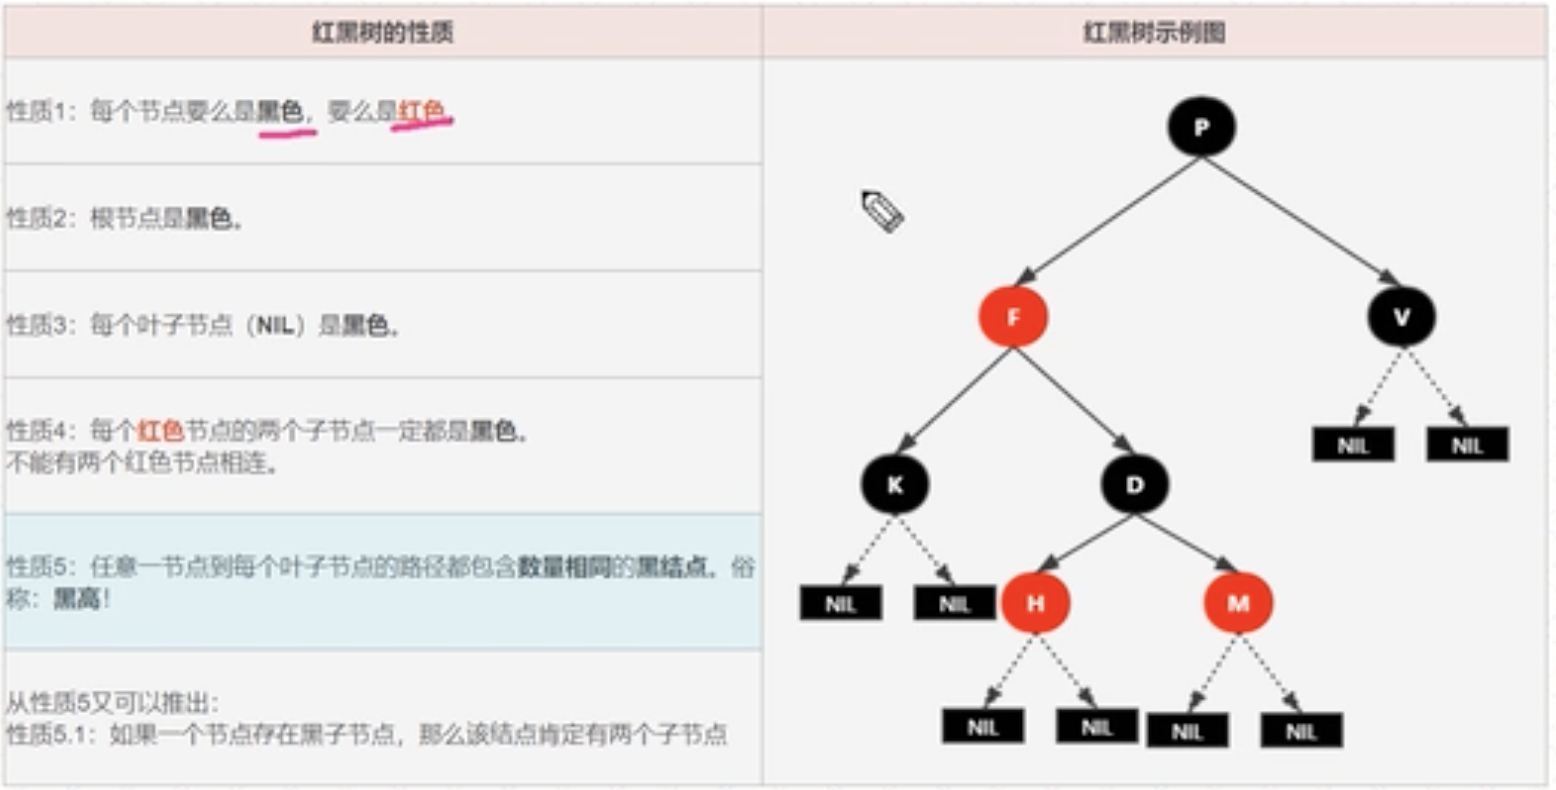 红黑树的性质
红黑树示例图
性质1：每个节点要么是黑色，要么是红色。
性质2：根节点是黑色。
性质3：每个叶子节点（NIL）是黑色。
性质4：每个红色节点的两个子节点一定都是黑色。
不能有两个红色节点相连。
性质5：任意一节点到每个叶子节点的路径都包含数量相同的黑结点。俗
称：黑高！
从性质5又可以推出：
性质5.1：如果一个节点存在黑子节点，那么该结点肯定有两个子节点
P
F
V
NIL
NIL
K
D
NIL
NIL
H
M
NIL
NIL
NIL
NIL